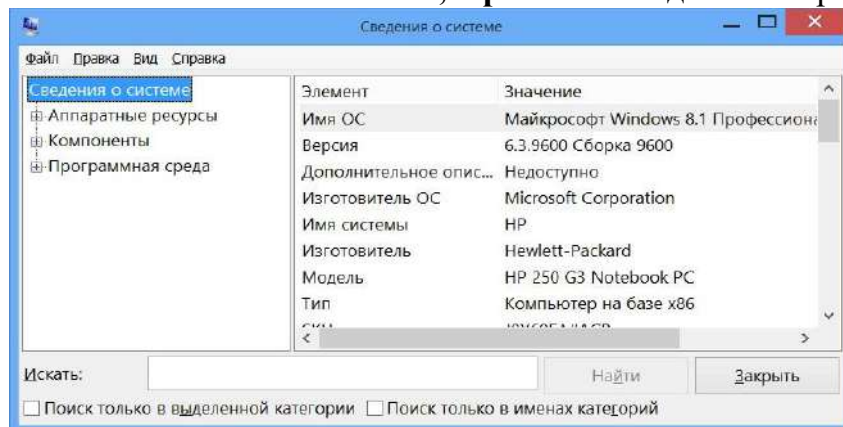 Сведения о системе
Файл Правка Вид Справка
Сведения о системе
Аппаратные ресурсы
Компоненты
Программная среда
Элемент Значение
Имя ОС Майкрософт Windows 8.1 Профессиона
Версия 6.3.9600 Сборка 9600
Дополнительное опис... Недоступно
Изготовитель ОС Microsoft Corporation
Имя системы HP
Изготовитель Hewlett-Packard
Модель HP 250 G3 Notebook PC
Тип Компьютер на базе x86
Искать: Найти Закрыть
Поиск только в выделенной категории Поиск только в именах категорий